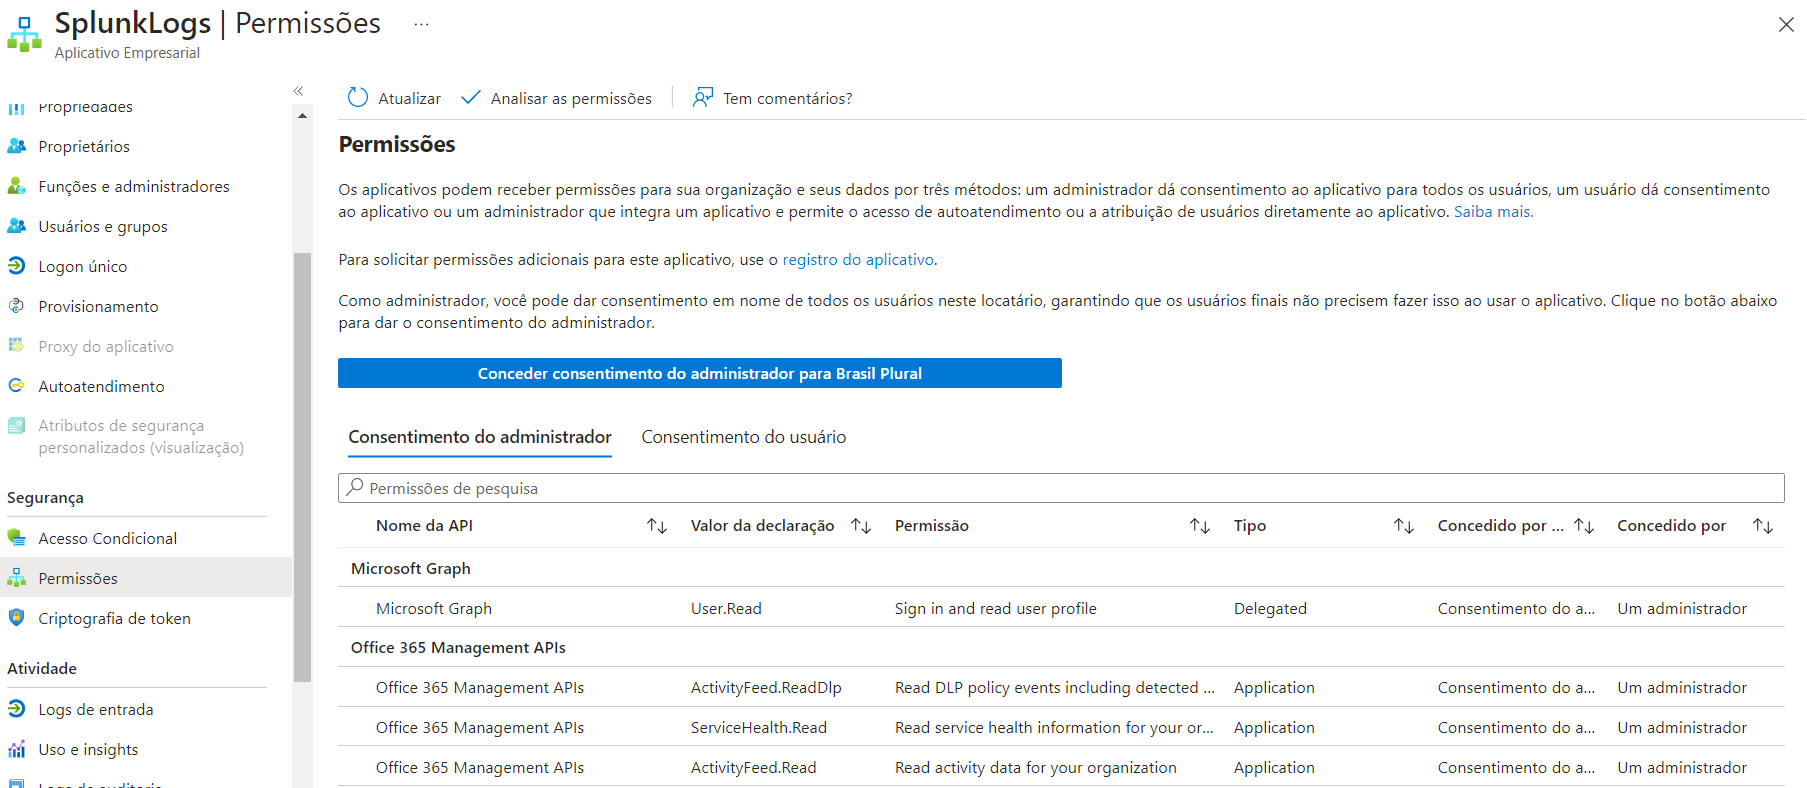 SplunkLogs | Permissões ...
Aplicativo Empresarial
Propriedades
Proprietários
Funções e administradores
Usuários e grupos
Logon único
Provisionamento
Proxy do aplicativo
Autoatendimento
Atributos de segurança
personalizados (visualização)
Segurança
Acesso Condicional
Permissões
Criptografia de token
Atividade
Logs de entrada
Uso e insights
Logs de auditoria
Atualizar Analisar as permissões Tem comentários?
Permissões
Os aplicativos podem receber permissões para sua organização e seus dados por três métodos: um administrador dá consentimento ao aplicativo para todos os usuários, um usuário dá consentimento
ao aplicativo ou um administrador que integra um aplicativo e permite o acesso de autoatendimento ou a atribuição de usuários diretamente ao aplicativo. Saiba mais.
Para solicitar permissões adicionais para este aplicativo, use o registro do aplicativo.
Como administrador, você pode dar consentimento em nome de todos os usuários neste locatário, garantindo que os usuários finais não precisem fazer isso ao usar o aplicativo. Clique no botão abaixo
para dar o consentimento do administrador.
Conceder consentimento do administrador para Brasil Plural
Consentimento do administrador Consentimento do usuário
Permissões de pesquisa
Nome da API Valor da declaração Permissão Tipo Concedido por ... Concedido por
Microsoft Graph
Microsoft Graph User.Read Sign in and read user profile Delegated Consentimento do a... Um administrador
Office 365 Management APIs
Office 365 Management APIs ActivityFeed.ReadDlp Read DLP policy events including detected ... Application Consentimento do a... Um administrador
Office 365 Management APIs ServiceHealth.Read Read service health information for your or... Application Consentimento do a... Um administrador
Office 365 Management APIs ActivityFeed.Read Read activity data for your organization Application Consentimento do a... Um administrador